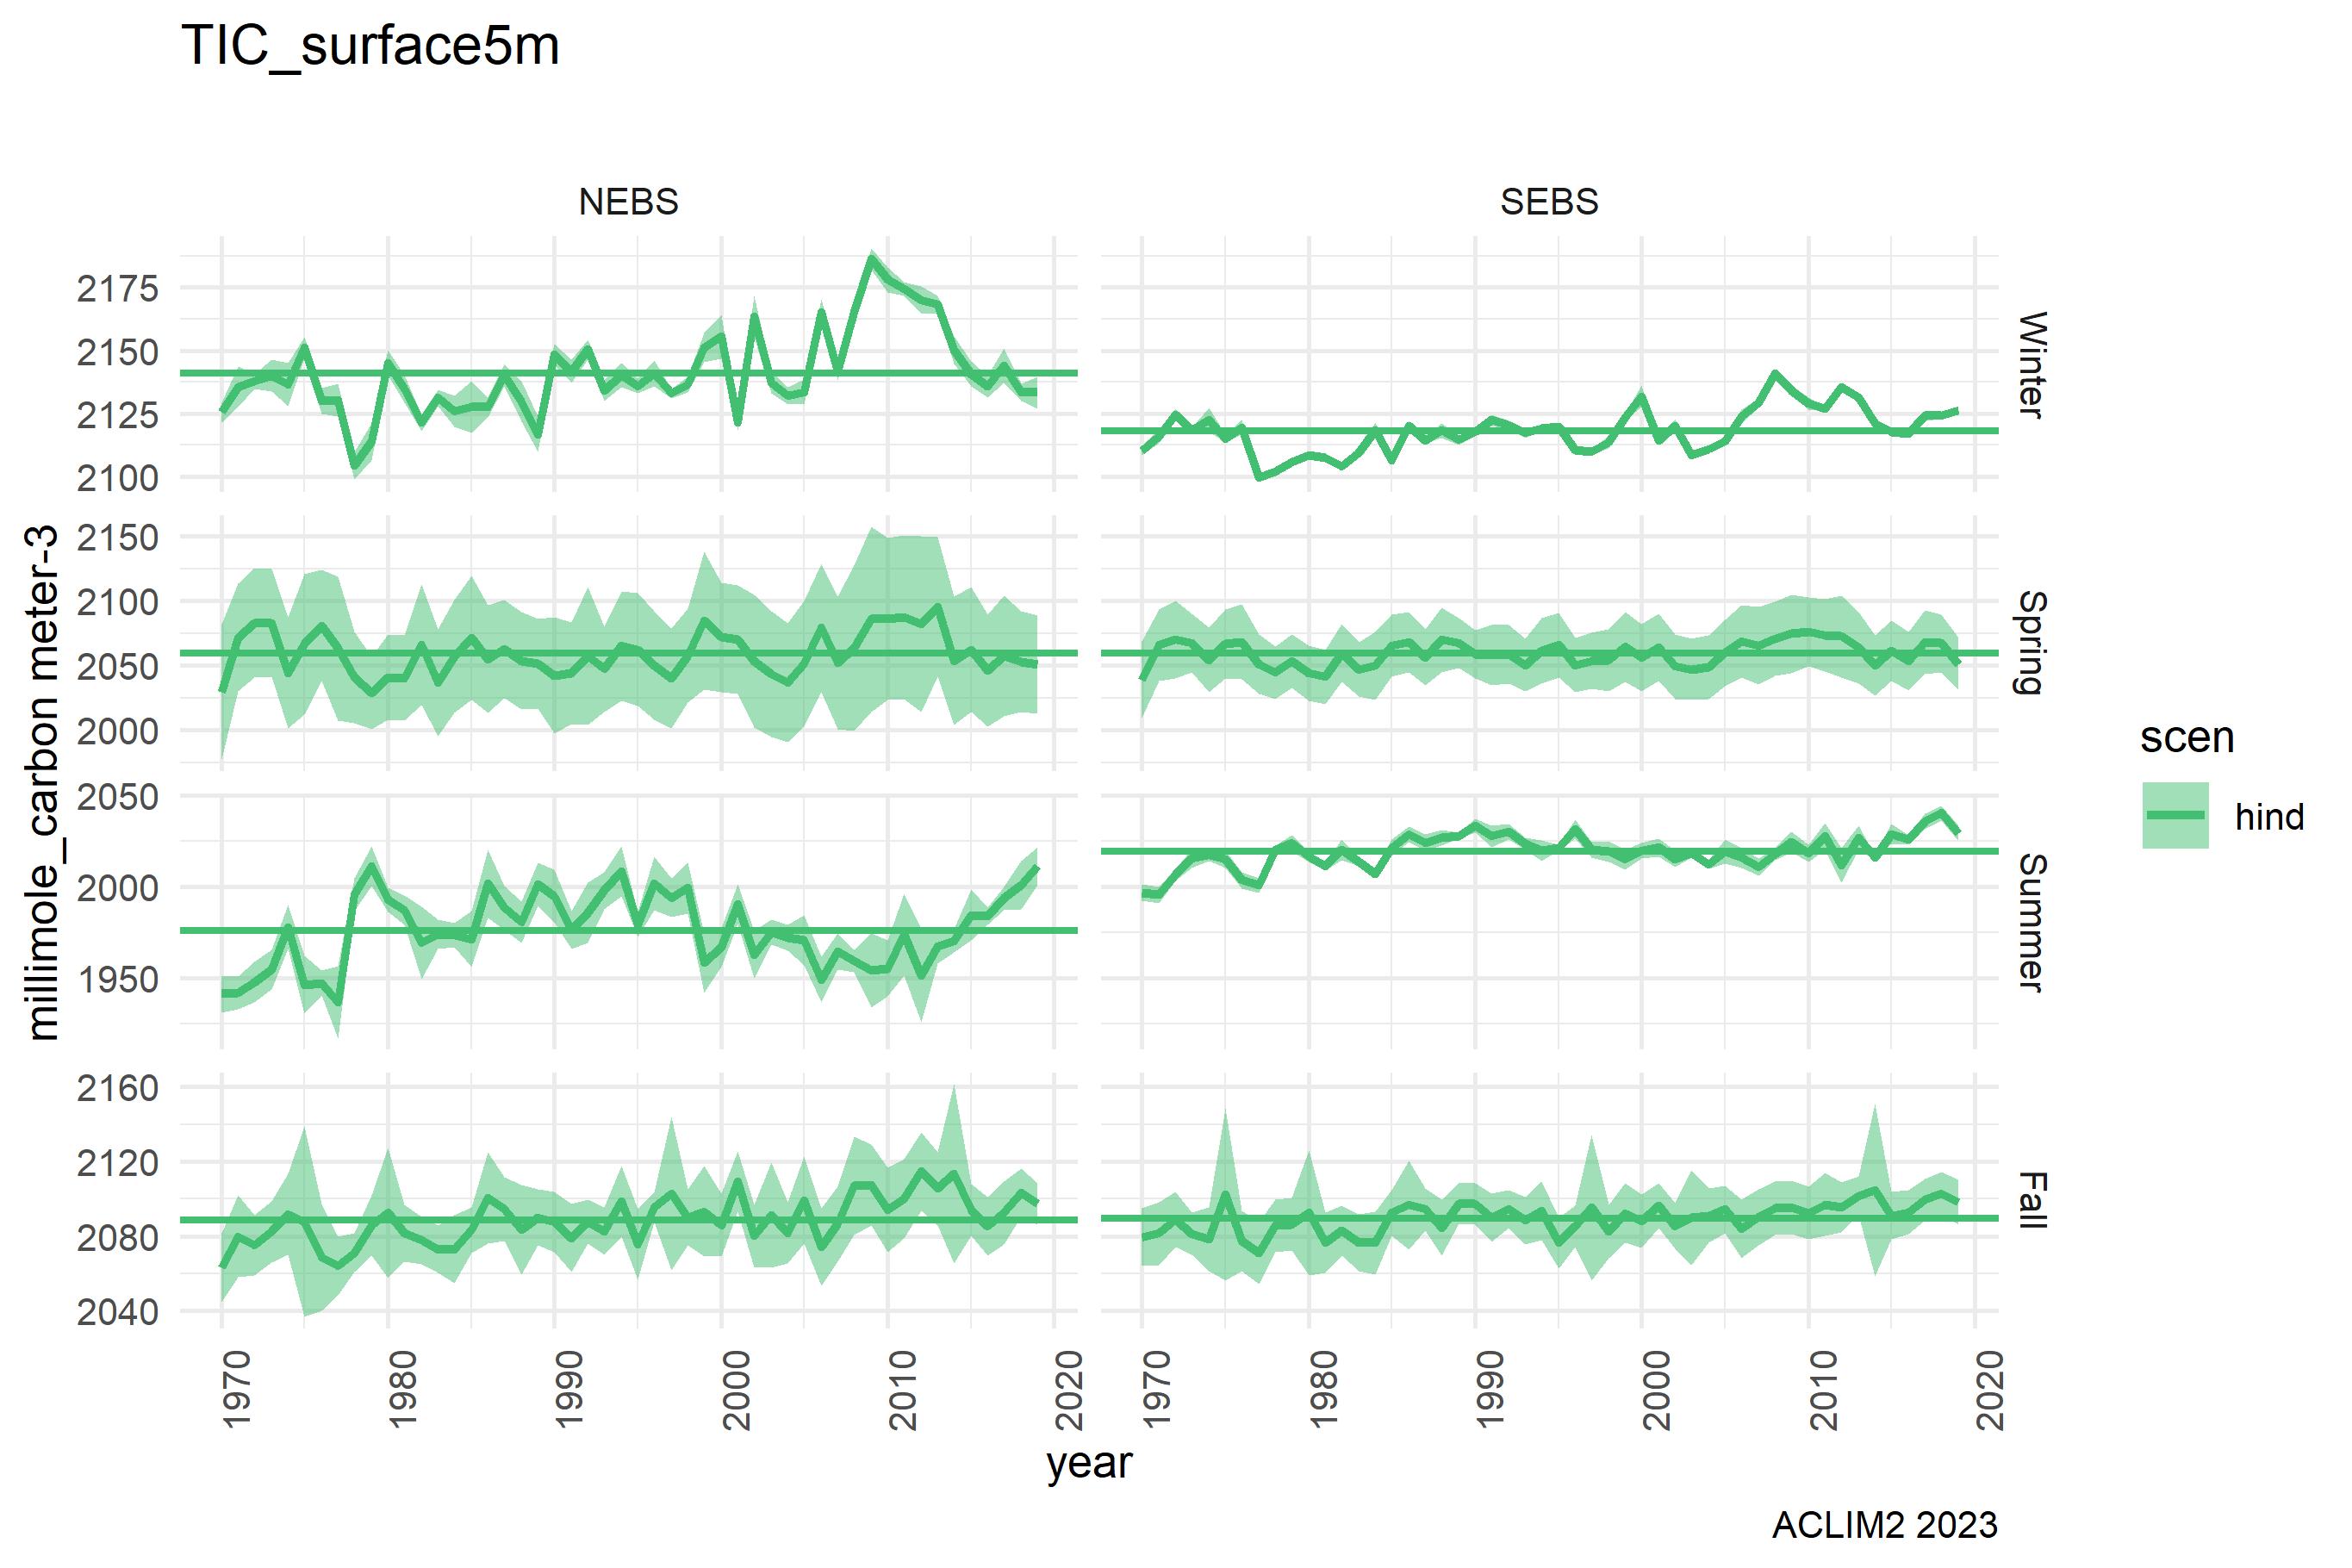 TIC_surface5m
NEBS
SEBS
2175
2150
2125
2100
Winter
2150
2100
2050
2000
Spring
2050
2000
1950
Summer
2160
2120
2080
2040
Fall
millimole_carbon meter-3
1970
1980
1990
2000
2010
2020
1970
1980
1990
2000
2010
2020
year
scen
hind
ACLIM2 2023